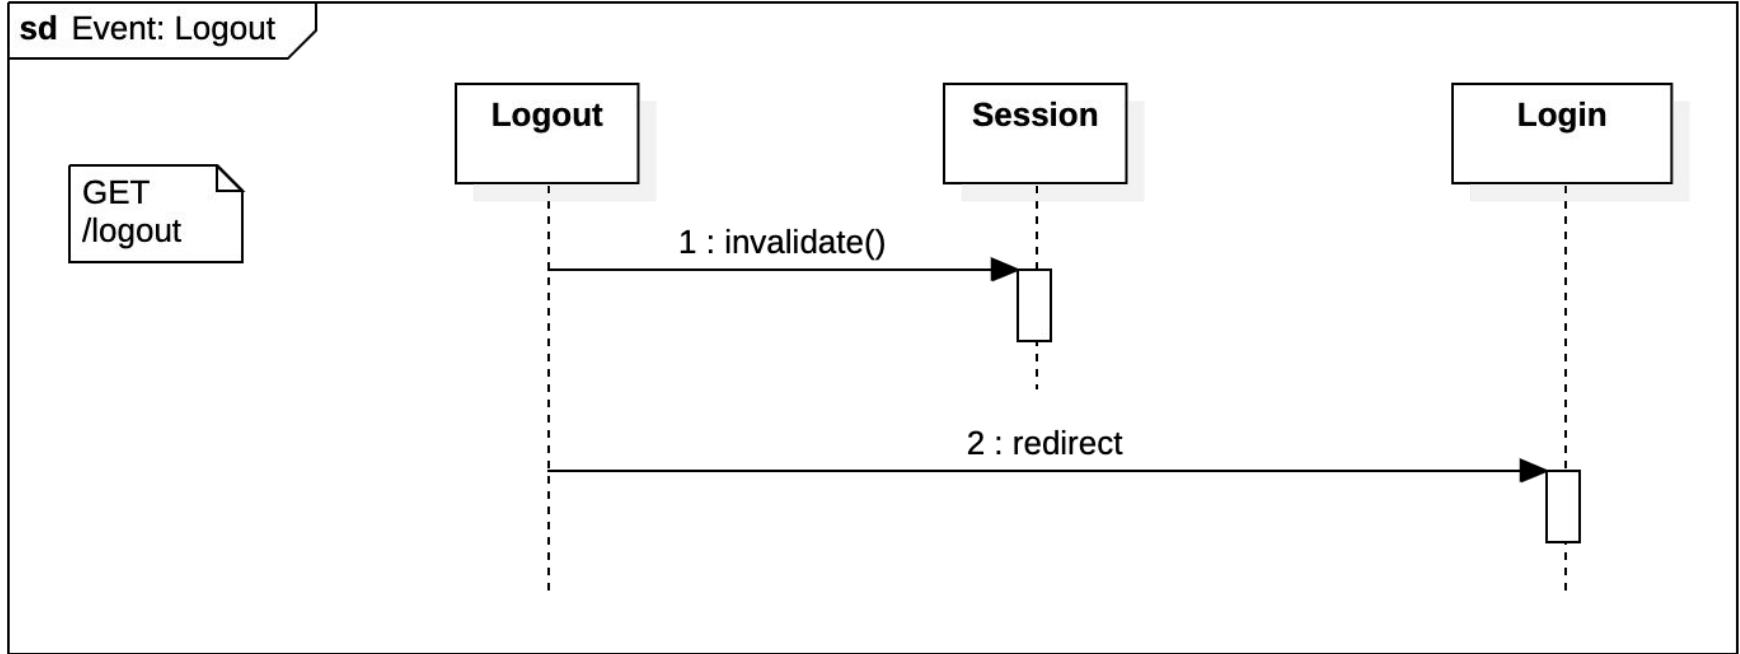 sd Event: Logout
Logout
Session
Login
GET
/logout
1 : invalidate()
2 : redirect